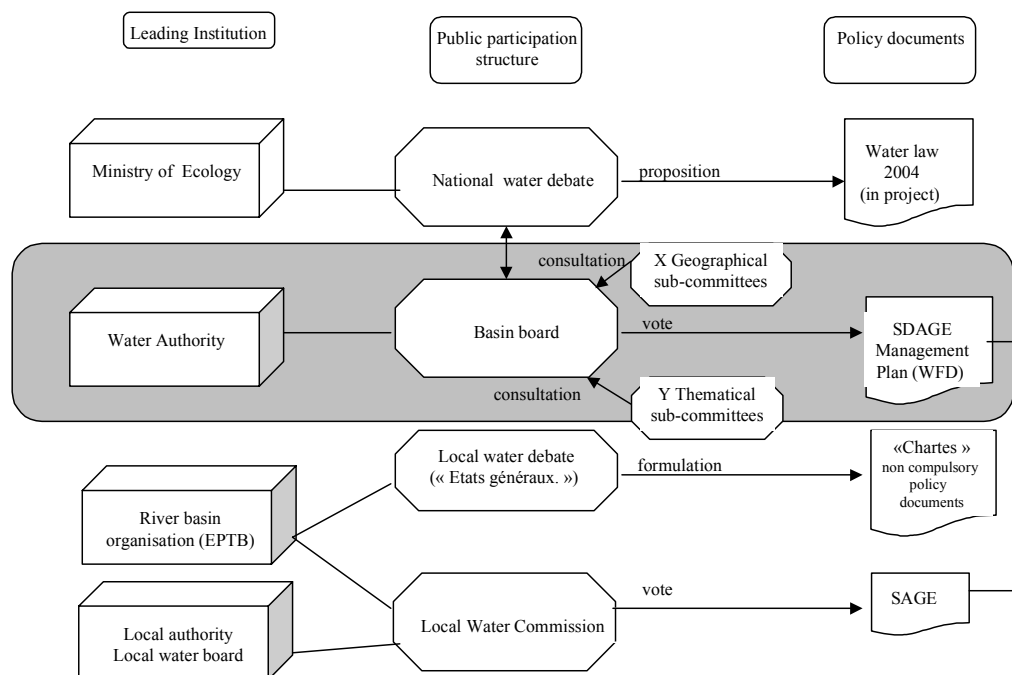 Leading Institution
Public participation
structure
Policy documents
Ministry of Ecology
National water debate
proposition
Water law
2004
(in project)
consultation
X Geographical
sub-committees
Water Authority
Basin board
vote
SDAGE
Management
Plan (WFD)
consultation
Y Thematical
sub-committees
Local water debate
(« Etats généraux. »)
formulation
«Chartes »
non compulsory
policy
documents
River basin
organisation (EPTB)
Local authority
Local water board
Local Water Commission
vote
SAGE